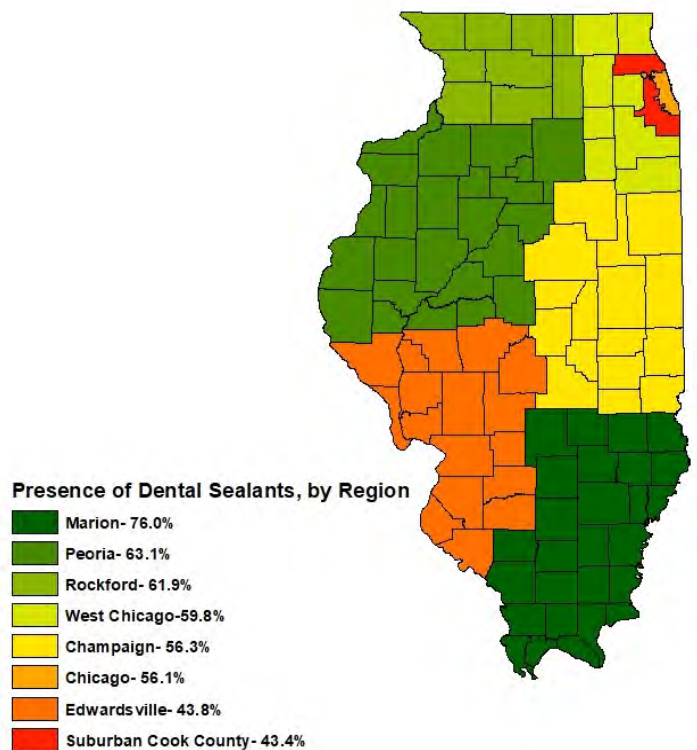 Presence of Dental Sealants, by Region
Marion- 76.0%
Peoria- 63.1%
Rockford- 61.9%
West Chicago-59.8%
Champaign- 56.3%
Chicago- 56.1%
Edwardsville- 43.8%
Suburban Cook County- 43.4%